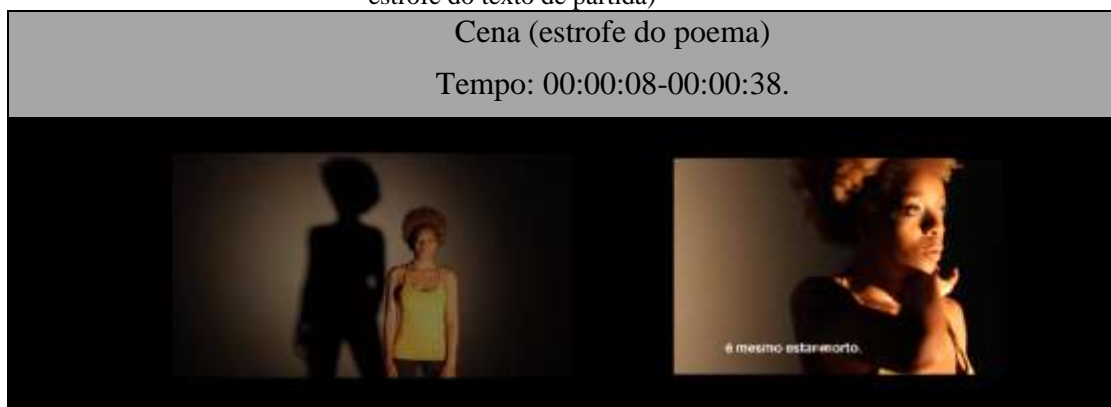 estrofe do texto de partida)
Cena (estrofe do poema)
Tempo: 00:00:08-00:00:38.
é mesmo estar morto.